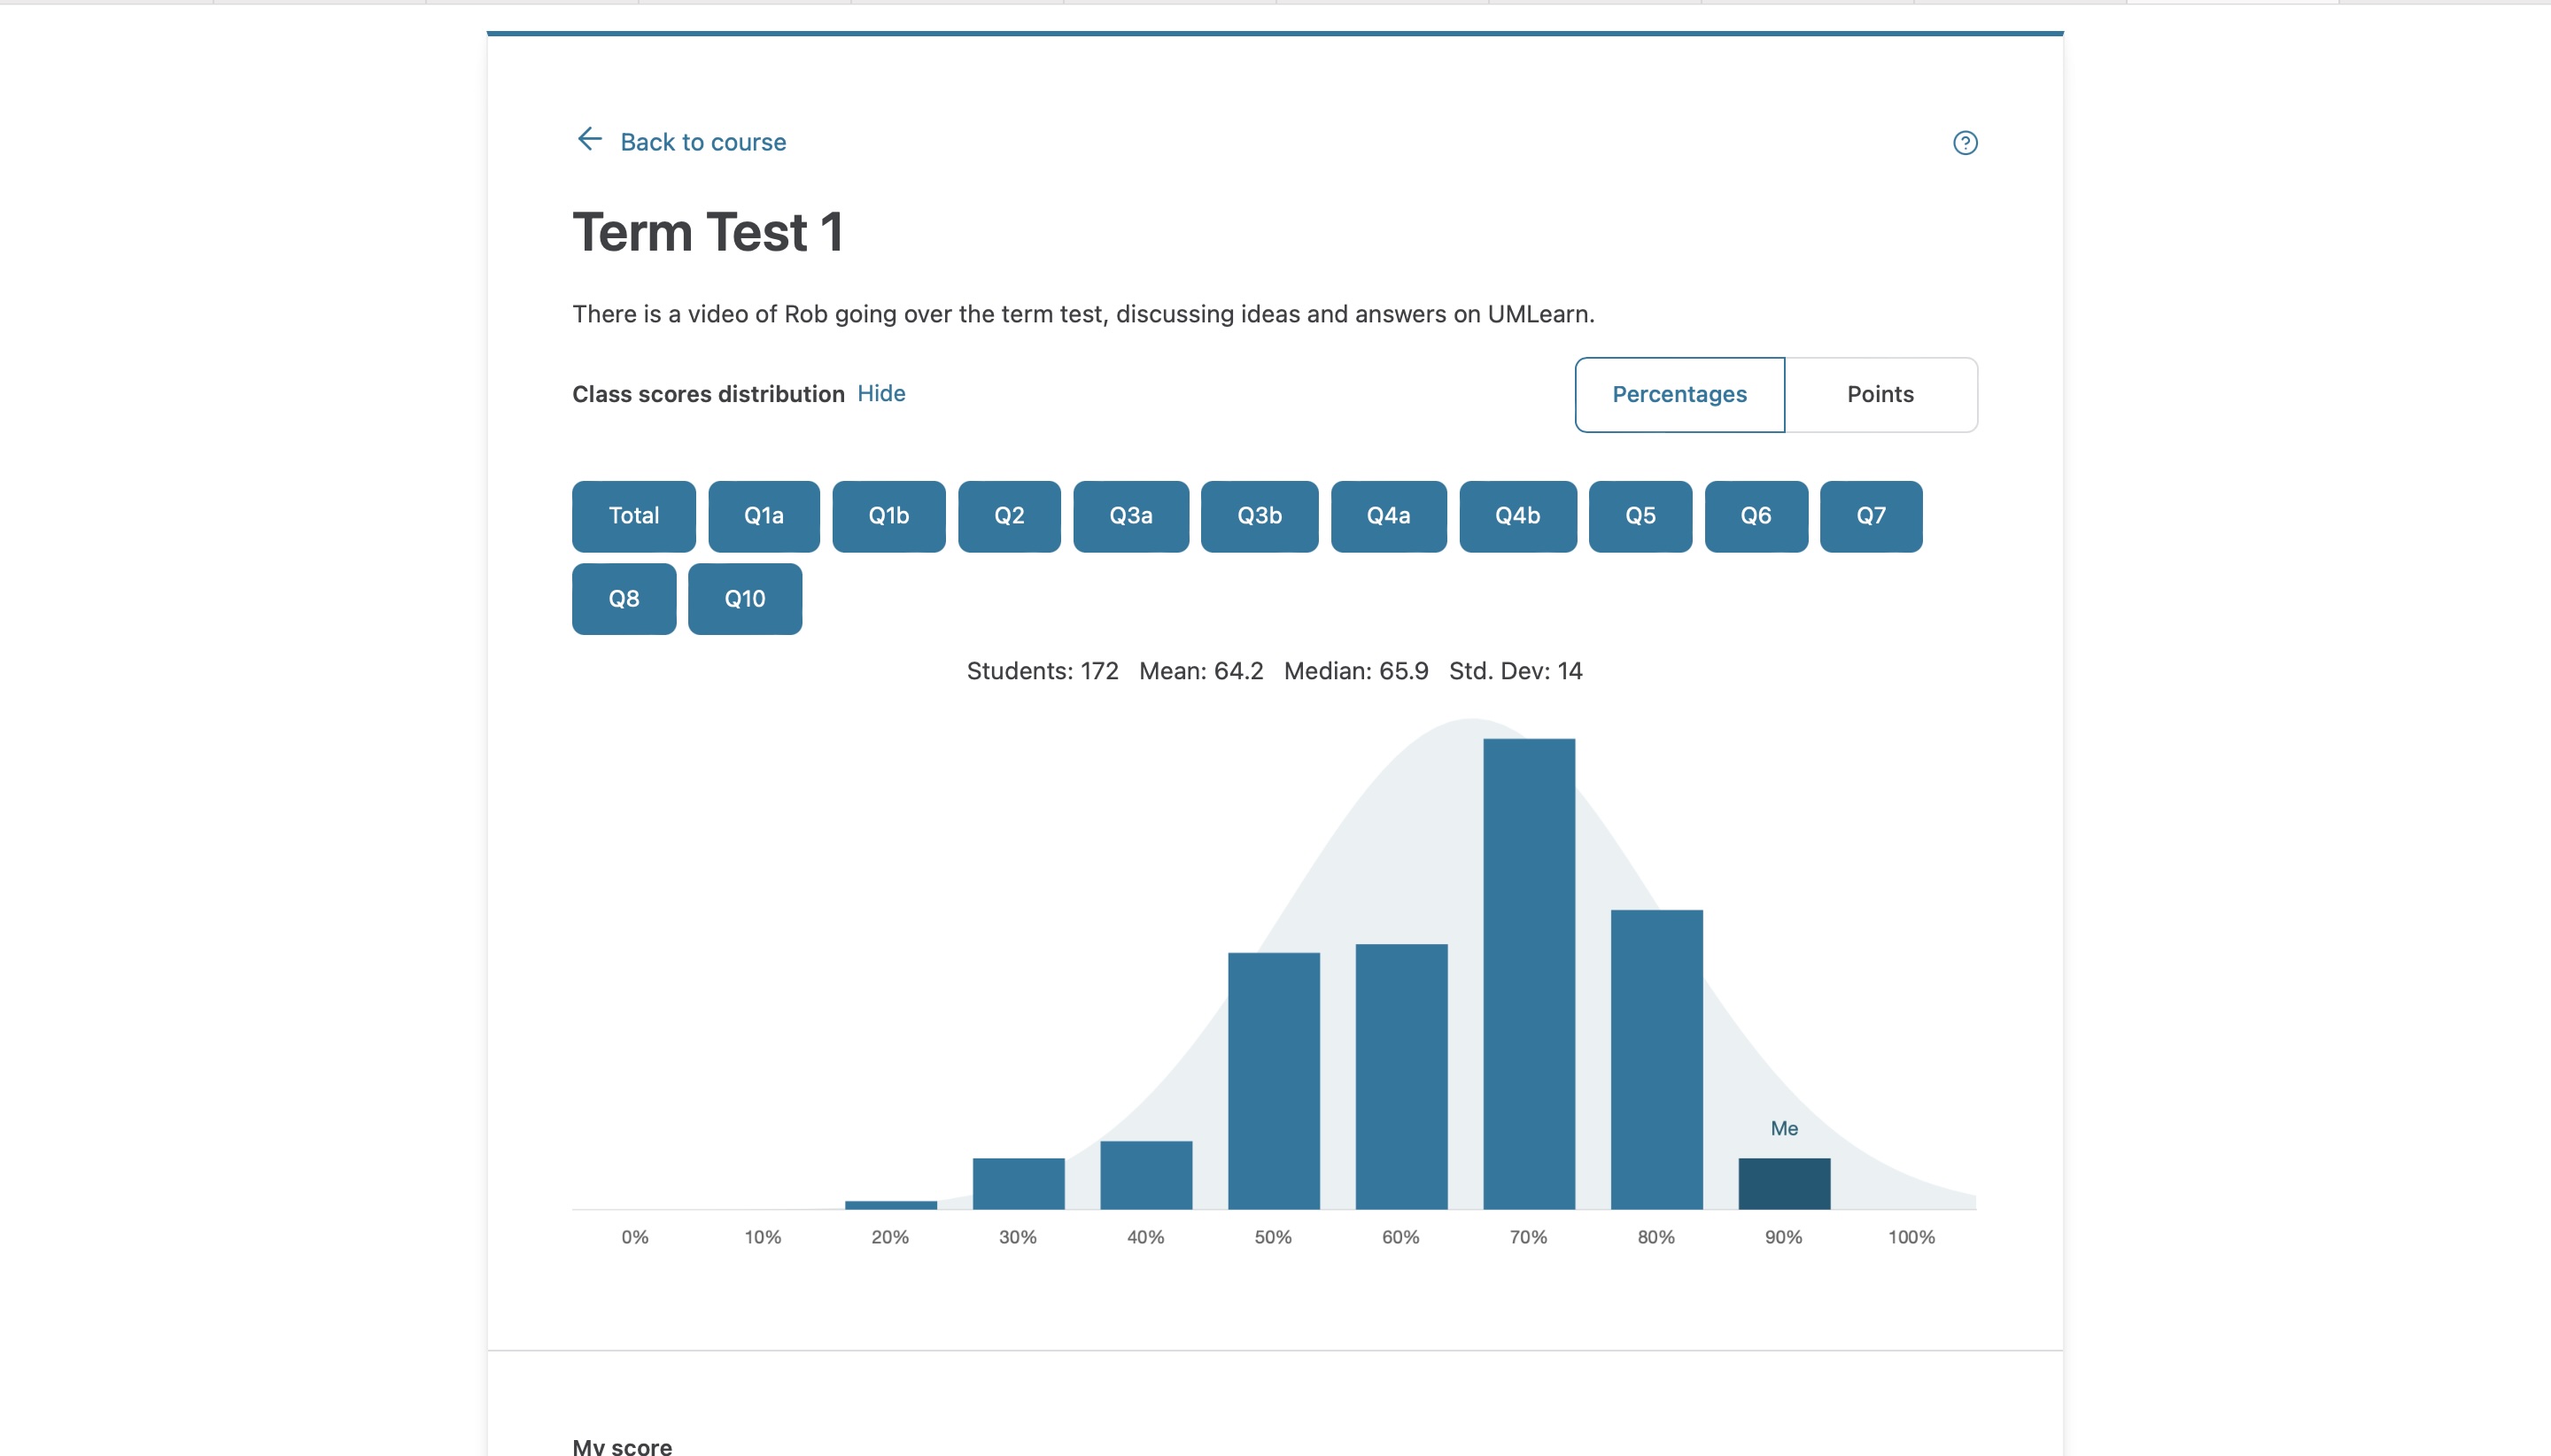 Back to course
Term Test 1
There is a video of Rob going over the term test, discussing ideas and answers on UMLearn.
Class scores distribution Hide
Percentages Points
Total Q1a Q1b Q2 Q3a Q3b Q4a Q4b Q5 Q6 Q7
Q8 Q10
Students: 172 Mean: 64.2 Median: 65.9 Std. Dev: 14
Me
0% 10% 20% 30% 40% 50% 60% 70% 80% 90% 100%
My score